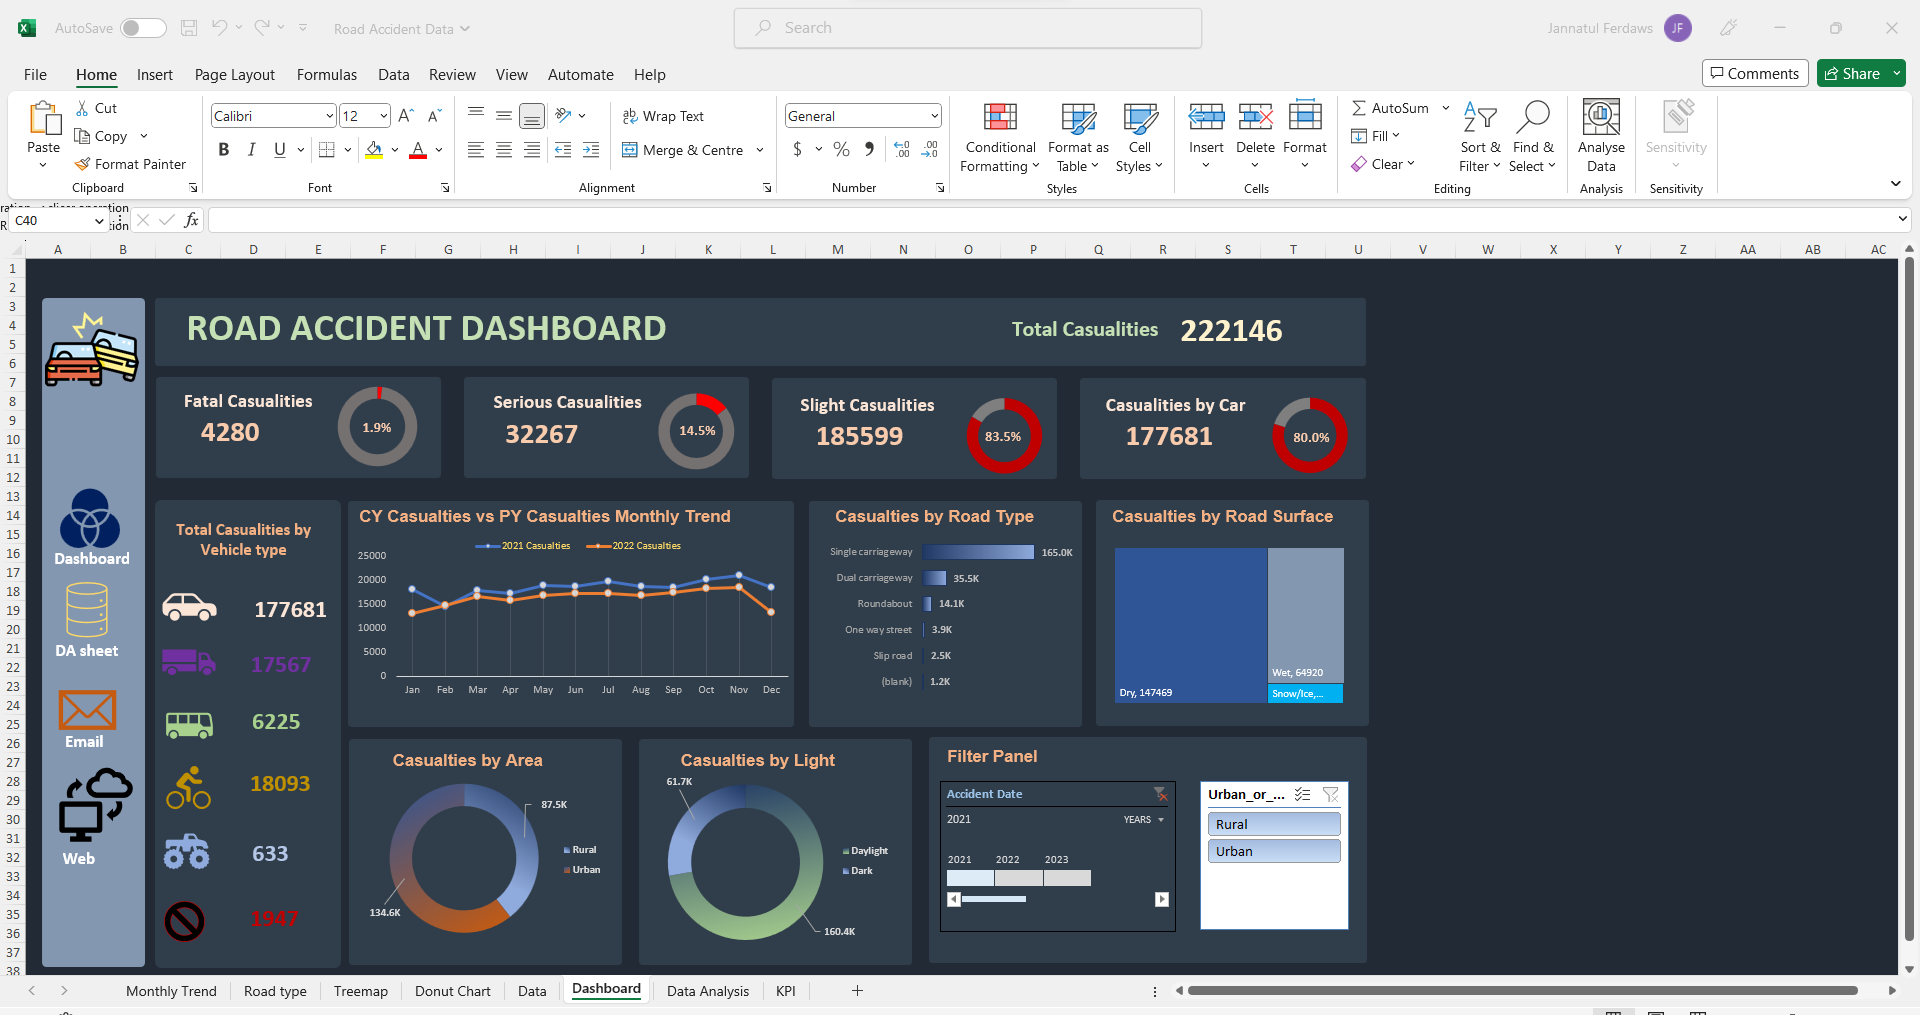 AutoSave
Road Accident Data
Search
Jannatul Ferdaws
JF
File Home Insert Page Layout Formulas Data Review View Automate Help
Comments
Share
Paste
Cut
Copy
Format Painter
Clipboard
Calibri
12
B I U
Font
Wrap Text
Merge & Centre
Alignment
General
Number
Conditional Formatting
Format as Table
Cell Styles
Styles
Insert
Delete
Format
Cells
AutoSum
Fill
Clear
Sort & Filter
Find & Select
Editing
Analyse Data
Analysis
Sensitivity
Sensitivity
C40
fx
A B C D E F G H I J K L M N O P Q R S T U V W X Y Z AA AB AC
1
2
3
4
5
6
7
8
9
10
11
12
13
14
15
16
17
18
19
20
21
22
23
24
25
26
27
28
29
30
31
32
33
34
35
36
37
38
ROAD ACCIDENT DASHBOARD
Total Casualities 222146
Fatal Casualities
4280
1.9%
Serious Casualities
32267
14.5%
Slight Casualities
185599
83.5%
Casualities by Car
177681
80.0%
Dashboard
DA sheet
Email
Web
Total Casualities by
Vehicle type
177681
17567
6225
18093
633
1947
CY Casualties vs PY Casualties Monthly Trend
2021 Casualties 2022 Casualties
25000
20000
15000
10000
5000
0
Jan Feb Mar Apr May Jun Jul Aug Sep Oct Nov Dec
Casualties by Road Type
Single carriageway 165.0K
Dual carriageway 35.5K
Roundabout 14.1K
One way street 3.9K
Slip road 2.5K
(blank) 1.2K
Casualties by Road Surface
Dry, 147469
Wet, 64920
Snow/Ice,...
Casualties by Area
87.5K
134.6K
Rural
Urban
Casualties by Light
61.7K
160.4K
Daylight
Dark
Filter Panel
Accident Date
2021
YEARS
2021 2022 2023
Urban_or_...
Rural
Urban
Monthly Trend Road type Treemap Donut Chart Data Dashboard Data Analysis KPI